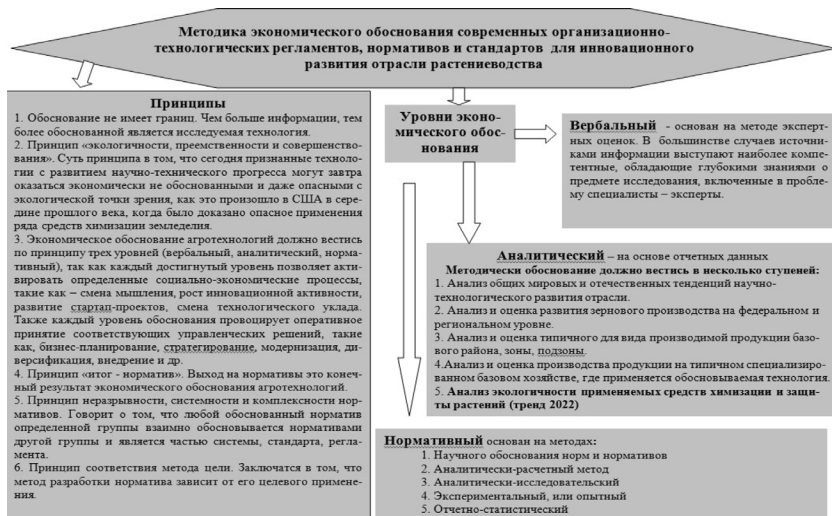 Методика экономического обоснования современных организационно-
технологических регламентов, нормативов и стандартов для инновационного
развития отрасли растениеводства
Принципы
1. Обоснование не имеет границ. Чем больше информации, тем
более обоснованной является исследуемая технология.
2. Принцип «экологичности, преемственности и совершенство-
вания». Суть принципа в том, что сегодня признанные техноло-
гии с развитием научно-технического прогресса могут завтра
оказаться экономически не обоснованными и даже опасными с
экологической точки зрения, как это произошло в США в сере-
дине прошлого века, когда было доказано опасное применения
ряда средств химизации земледелия.
3. Экономическое обоснование агротехнологий должно вестись
по принципу трех уровней (вербальный, аналитический, норма-
тивный), так как каждый достигнутый уровень позволяет акти-
вировать определенные социально-экономические процессы,
такие как – смена мышления, рост инновационной активности,
развитие стартап-проектов, смена технологического уклада.
Также каждый уровень обоснования провоцирует оперативное
принятие соответствующих управленческих решений, такие
как, бизнес-планирование, стратегирование, модернизация, ди-
версификация, внедрение и др.
4. Принцип «итог - норматив». Выход на нормативы это конеч-
ный результат экономического обоснования агротехнологий.
5. Принцип неразрывности, системности и комплексности нор-
мативов. Говорит о том, что любой обоснованный норматив
определенной группы взаимно обосновывается нормативами
другой группы и является частью системы, стандарта, регла-
мента.
6. Принцип соответствия метода цели. Заключатся в том, что
метод разработки норматива зависит от его целевого примене-
ния.
Уровни эконо-
мического обос-
нования
Вербальный - основан на методе эксперт-
ных оценок. В большинстве случаев источни-
ками информации выступают наиболее компе-
тентные, обладающие глубокими знаниями о
предмете исследования, включенные в пробле-
му специалисты – эксперты.
Аналитический – на основе отчетных данных
Методически обоснование должно вестись в несколько ступеней:
1. Анализ общих мировых и отечественных тенденций научно-
технологического развития отрасли.
2. Анализ и оценка развития зернового производства на федеральном и
региональном уровне.
3. Анализ и оценка типичного для вида производимой продукции базо-
вого района, зоны, подзоны.
4.Анализ и оценка производства продукции на типичном специализиро-
ванном базовом хозяйстве, где применяется обосновываемая технология.
5. Анализ экологичности применяемых средств химизации и защи-
ты растений (тренд 2022)
Нормативный основан на методах:
1. Научного обоснования норм и нормативов
2. Аналитически-расчетный метод
3. Аналитически-исследовательский
4. Экспериментальный, или опытный
5. Отчетно-статистический